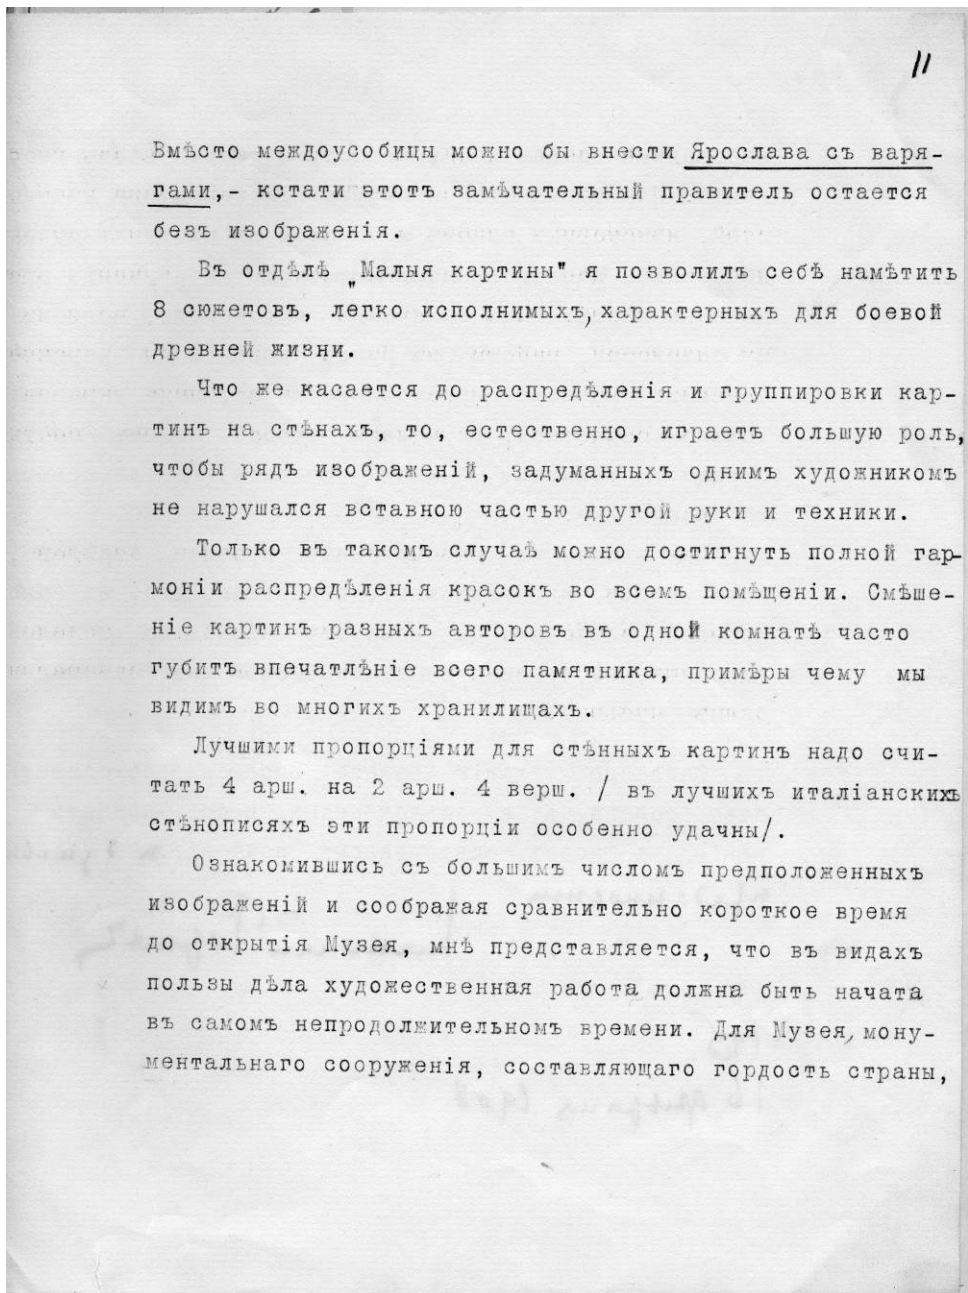 11
Вмѣсто междоусобицы можно бы внести Ярослава съ варя-
гами,- кстати этотъ замѣчательный правитель остается
безъ изображенія.
Въ отдѣлѣ "Малыя картины" я позволилъ себѣ намѣтить
8 сюжетовъ, легко исполнимыхъ, характерныхъ для боевой
древней жизни.
Что же касается до распредѣленія и группировки кар-
тинъ на стѣнахъ, то, естественно, играетъ большую роль,
чтобы рядъ изображеній, задуманныхъ однимъ художникомъ
не нарушался вставною частью другой руки и техники.
Только въ такомъ случаѣ можно достигнуть полной гар-
моніи распредѣленія красокъ во всемъ помѣщеніи. Смѣше-
ніе картинъ разныхъ авторовъ въ одной комнатѣ часто
губитъ впечатлѣніе всего памятника, примѣры чему мы
видимъ во многихъ хранилищахъ.
Лучшими пропорціями для стѣнныхъ картинъ надо счи-
тать 4 арш. на 2 арш. 4 верш. / въ лучшихъ италіанскихъ
стѣнописяхъ эти пропорціи особенно удачны/.
Ознакомившись съ большимъ числомъ предположенныхъ
изображеній и соображая сравнительно короткое время
до открытія Музея, мнѣ представляется, что въ видахъ
пользы дѣла художественная работа должна быть начата
въ самомъ непродолжительномъ времени. Для Музея, мону-
ментальнаго сооруженія, составляющаго гордость страны,